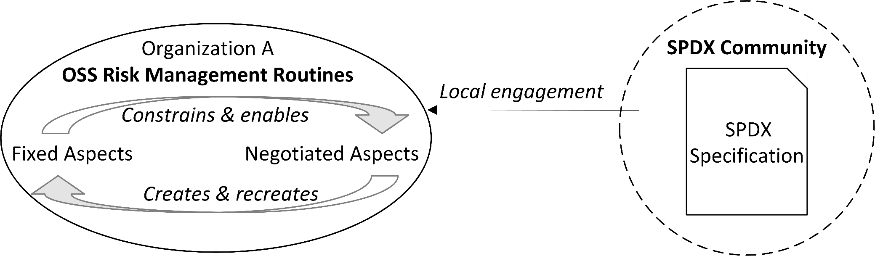 Organization A
OSS Risk Management Routines
Constrains & enables
Fixed Aspects
Negotiated Aspects
Creates & recreates
Local engagement
SPDX Community
SPDX
Specification